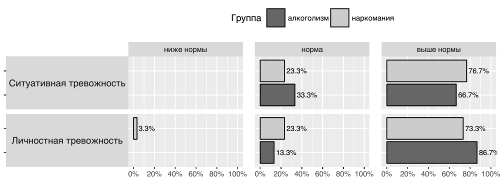 Группа алкоголизм наркомания
ниже нормы норма выше нормы
Ситуативная тревожность
23.3% 76.7%
33.3% 66.7%
Личностная тревожность
3.3% 23.3% 73.3%
13.3% 86.7%
0% 20% 40% 60% 80% 100% 0% 20% 40% 60% 80% 100% 0% 20% 40% 60% 80% 100%